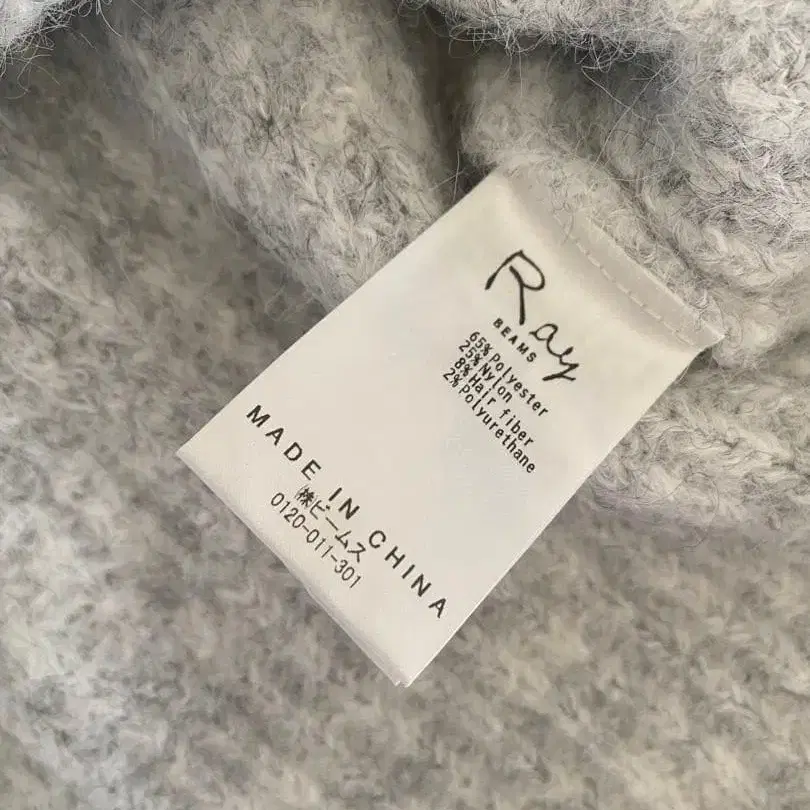 Ray
BEAMS
65%Polyester
25%Nylon
8%Hair fiber
2%Polyurethane
MADE IN CHINA
㈱ビームス
0120-011-301